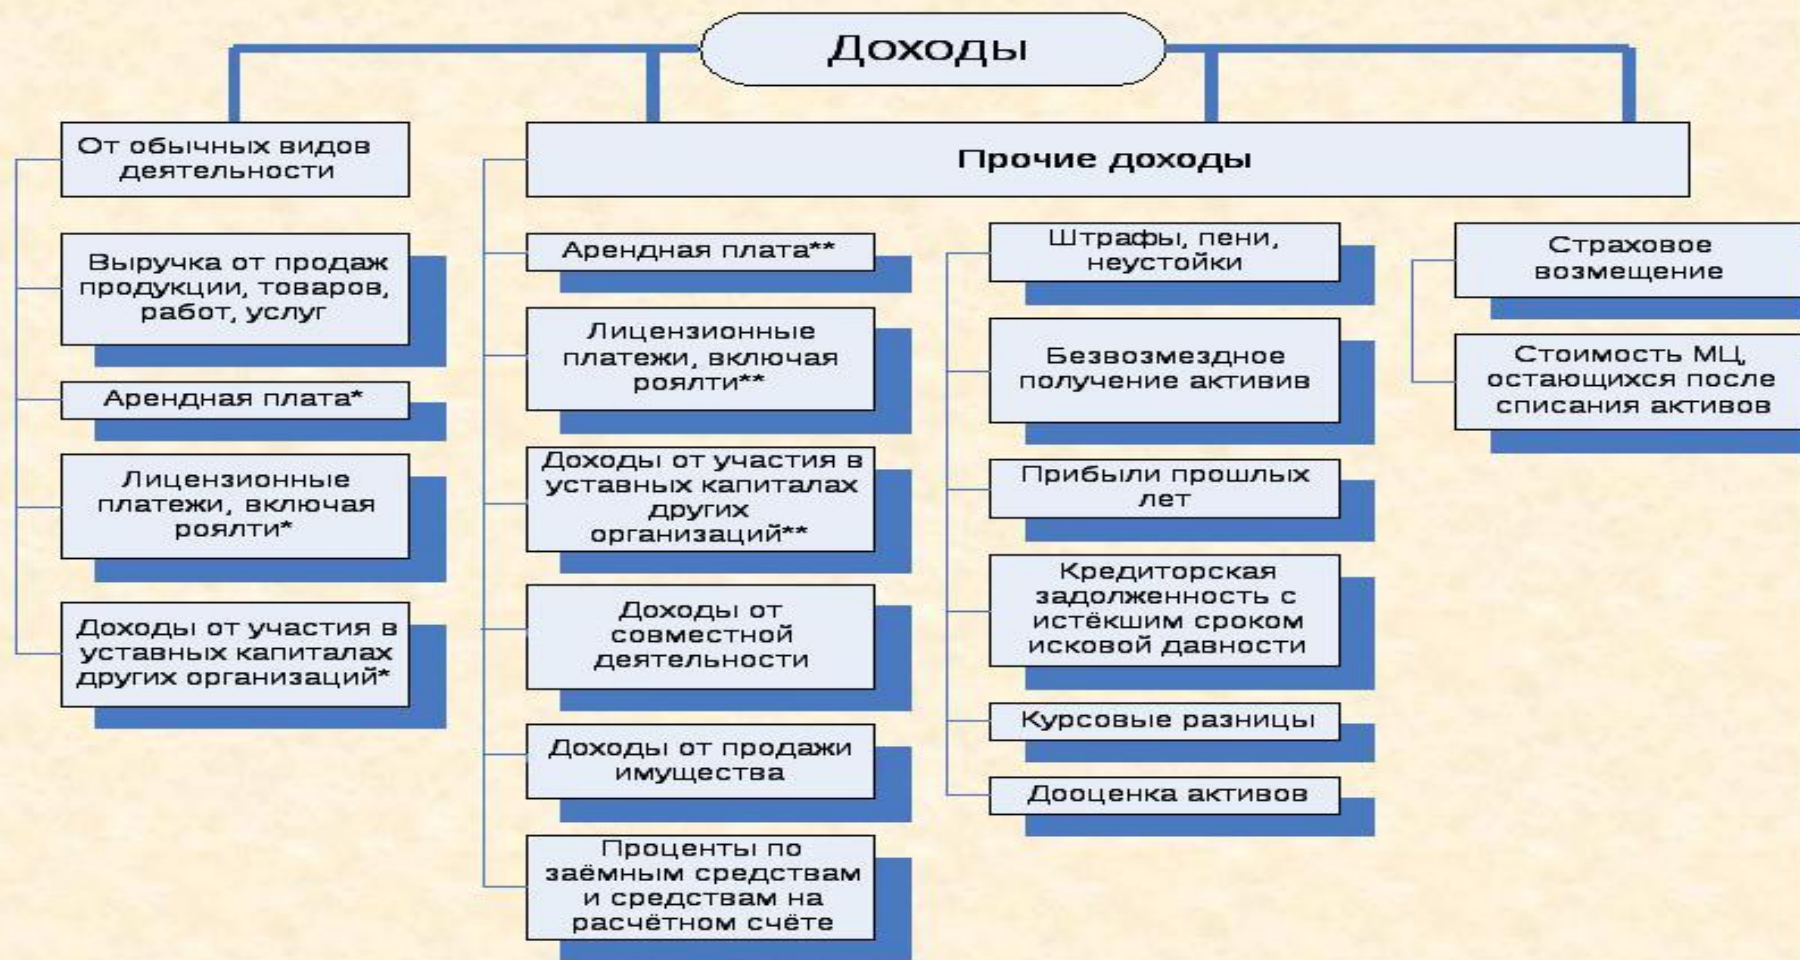 Доходы
От обычных видов
деятельности
Прочие доходы
Выручка от продаж
продукции, товаров,
работ, услуг
Арендная плата*
Лицензионные
платежи, включая
роялти*
Доходы от участия в
уставных капиталах
других организаций*
Арендная плата**
Лицензионные
платежи, включая
роялти**
Доходы от участия в
уставных капиталах
других
организаций**
Доходы от
совместной
деятельности
Доходы от продажи
имущества
Проценты по
заёмным средствам
и средствам на
расчётном счёте
Штрафы, пени,
неустойки
Безвозмездное
получение активив
Прибыли прошлых
лет
Кредиторская
задолженность с
истёкшим сроком
исковой давности
Курсовые разницы
Дооценка активов
Страховое
возмещение
Стоимость МЦ,
остающихся после
списания активов